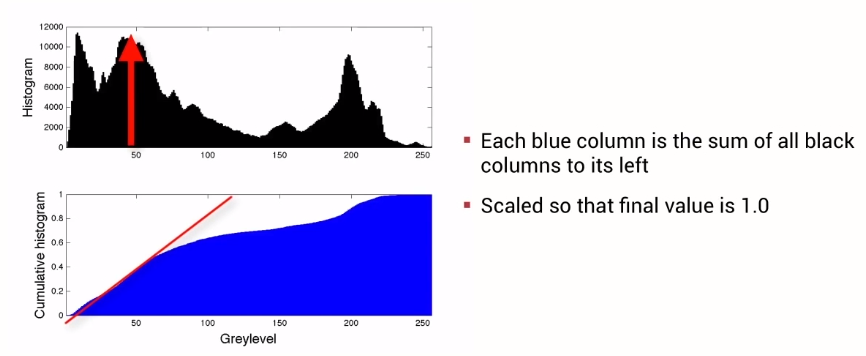 Histogram
12000
10000
8000
6000
4000
2000
0
50 100 150 200 250
▪ Each blue column is the sum of all black
columns to its left
▪ Scaled so that final value is 1.0
Cumulative histogram
1
0.8
0.6
0.4
0.2
0
50 100 150 200 250
Greylevel